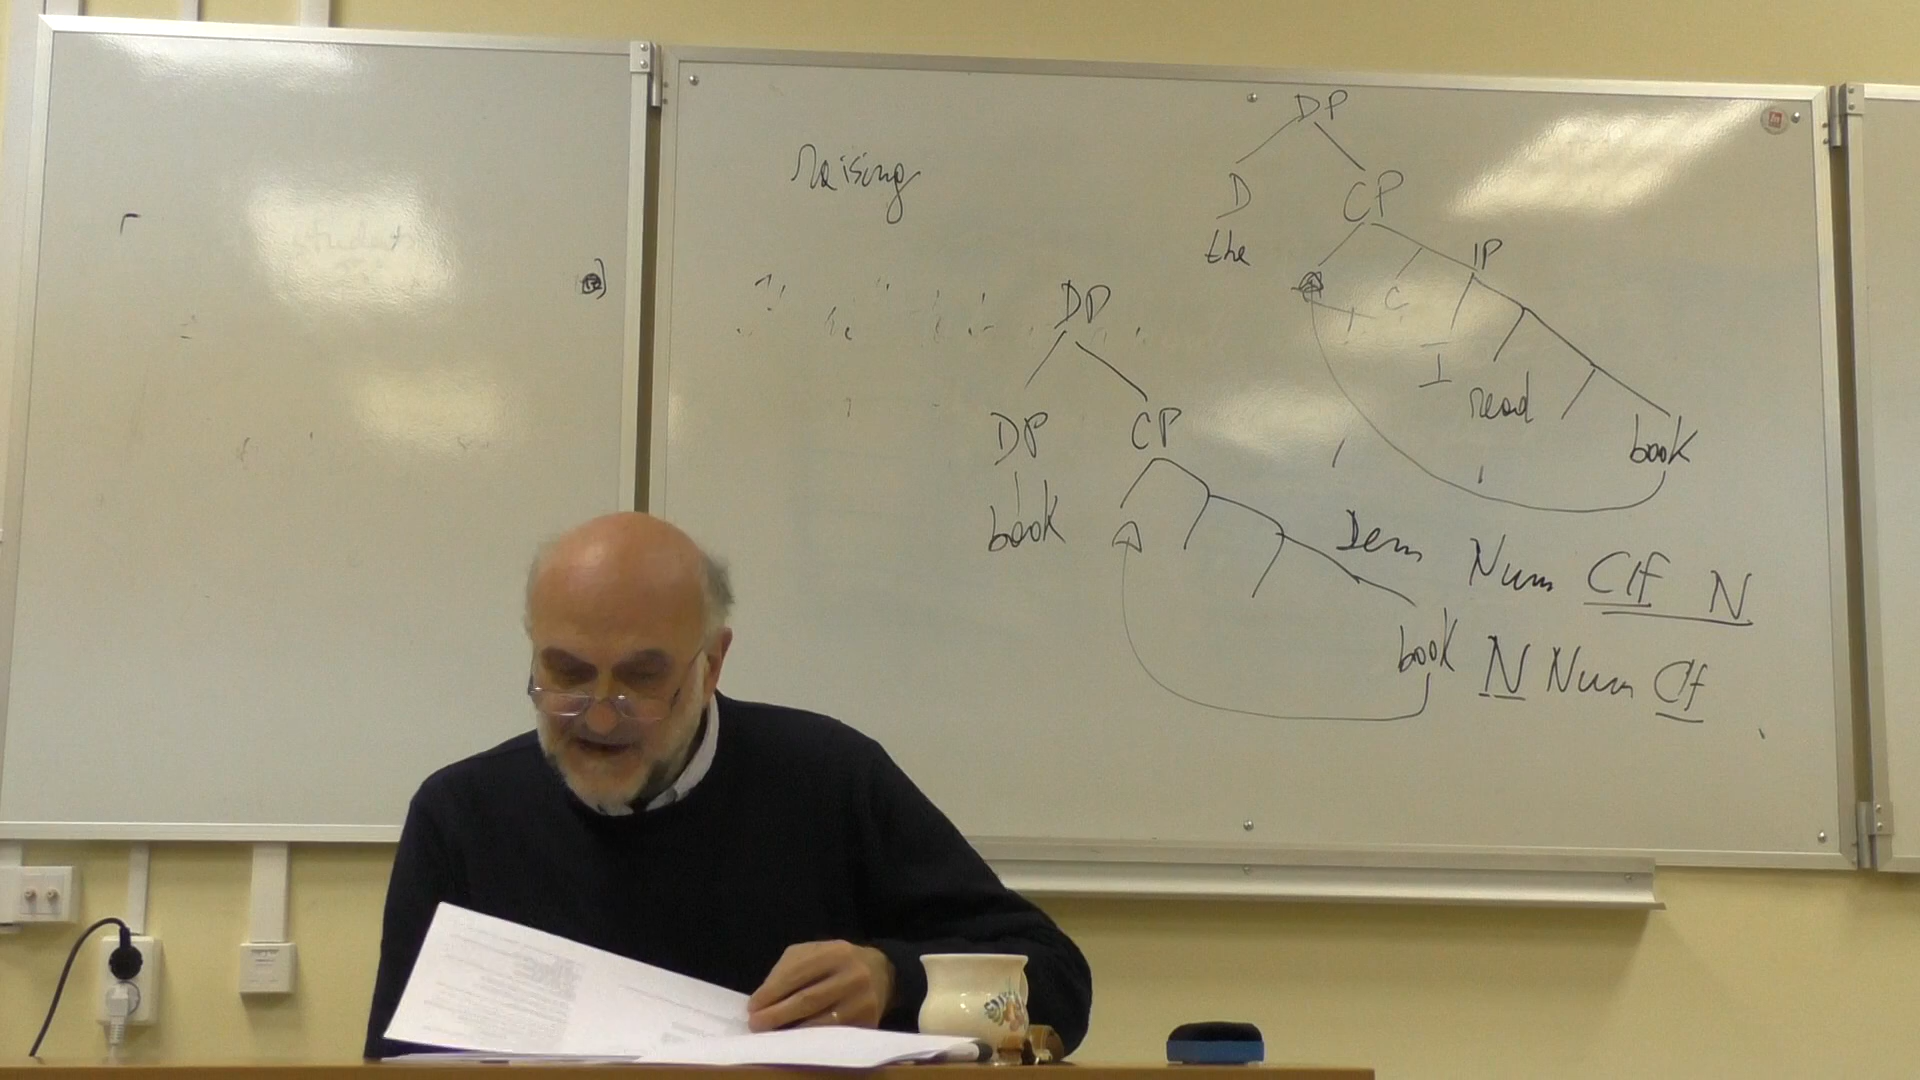 DP
raising
D CP
the
IP
C
DP
I
read
DP CP
book
book
Dem Num Clf N
book
N Num Clf